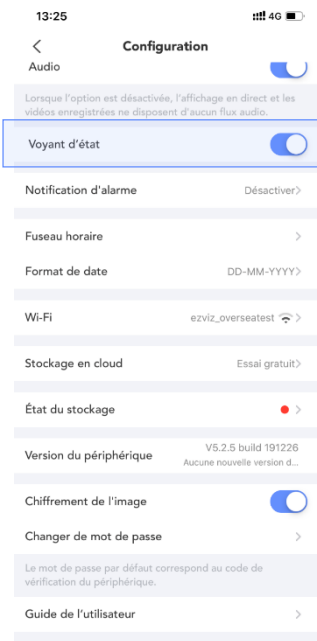 13:25
4G
Configuration
Audio
Lorsque l'option est désactivée, l'affichage en direct et les
vidéos enregistrées ne disposent d'aucun flux audio.
Voyant d'état
Notification d'alarme Désactiver>
Fuseau horaire >
Format de date DD-MM-YYYY>
Wi-Fi ezviz_overseatest >
Stockage en cloud Essai gratuit>
État du stockage >
Version du périphérique V5.2.5 build 191226
Aucune nouvelle version d...
Chiffrement de l'image
Changer de mot de passe >
Le mot de passe par défaut correspond au code de
vérification du périphérique.
Guide de l'utilisateur >